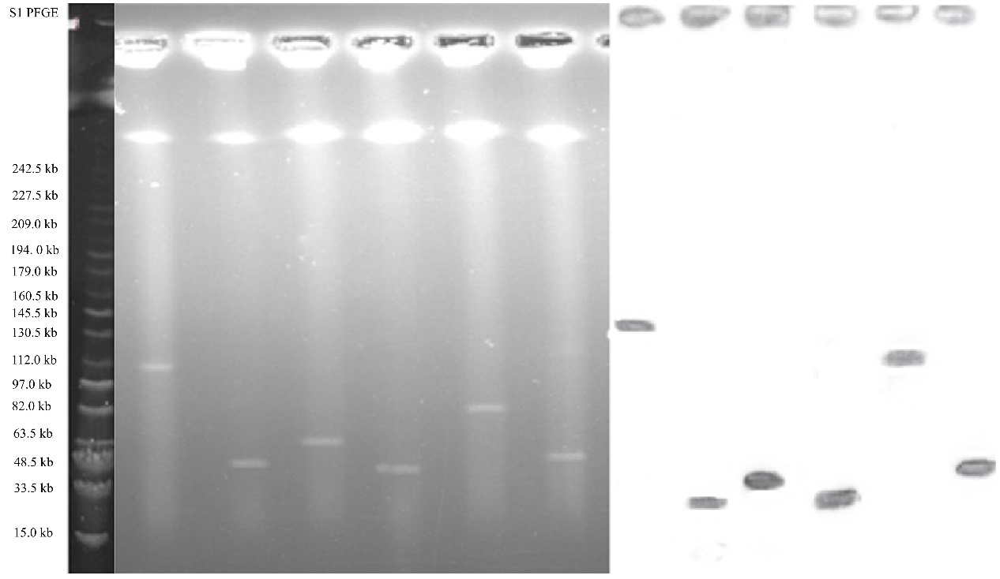 S1 PFGE
242.5 kb
227.5 kb
209.0 kb
194. 0 kb
179.0 kb
160.5 kb
145.5 kb
130.5 kb
112.0 kb
97.0 kb
82.0 kb
63.5 kb
48.5 kb
33.5 kb
15.0 kb